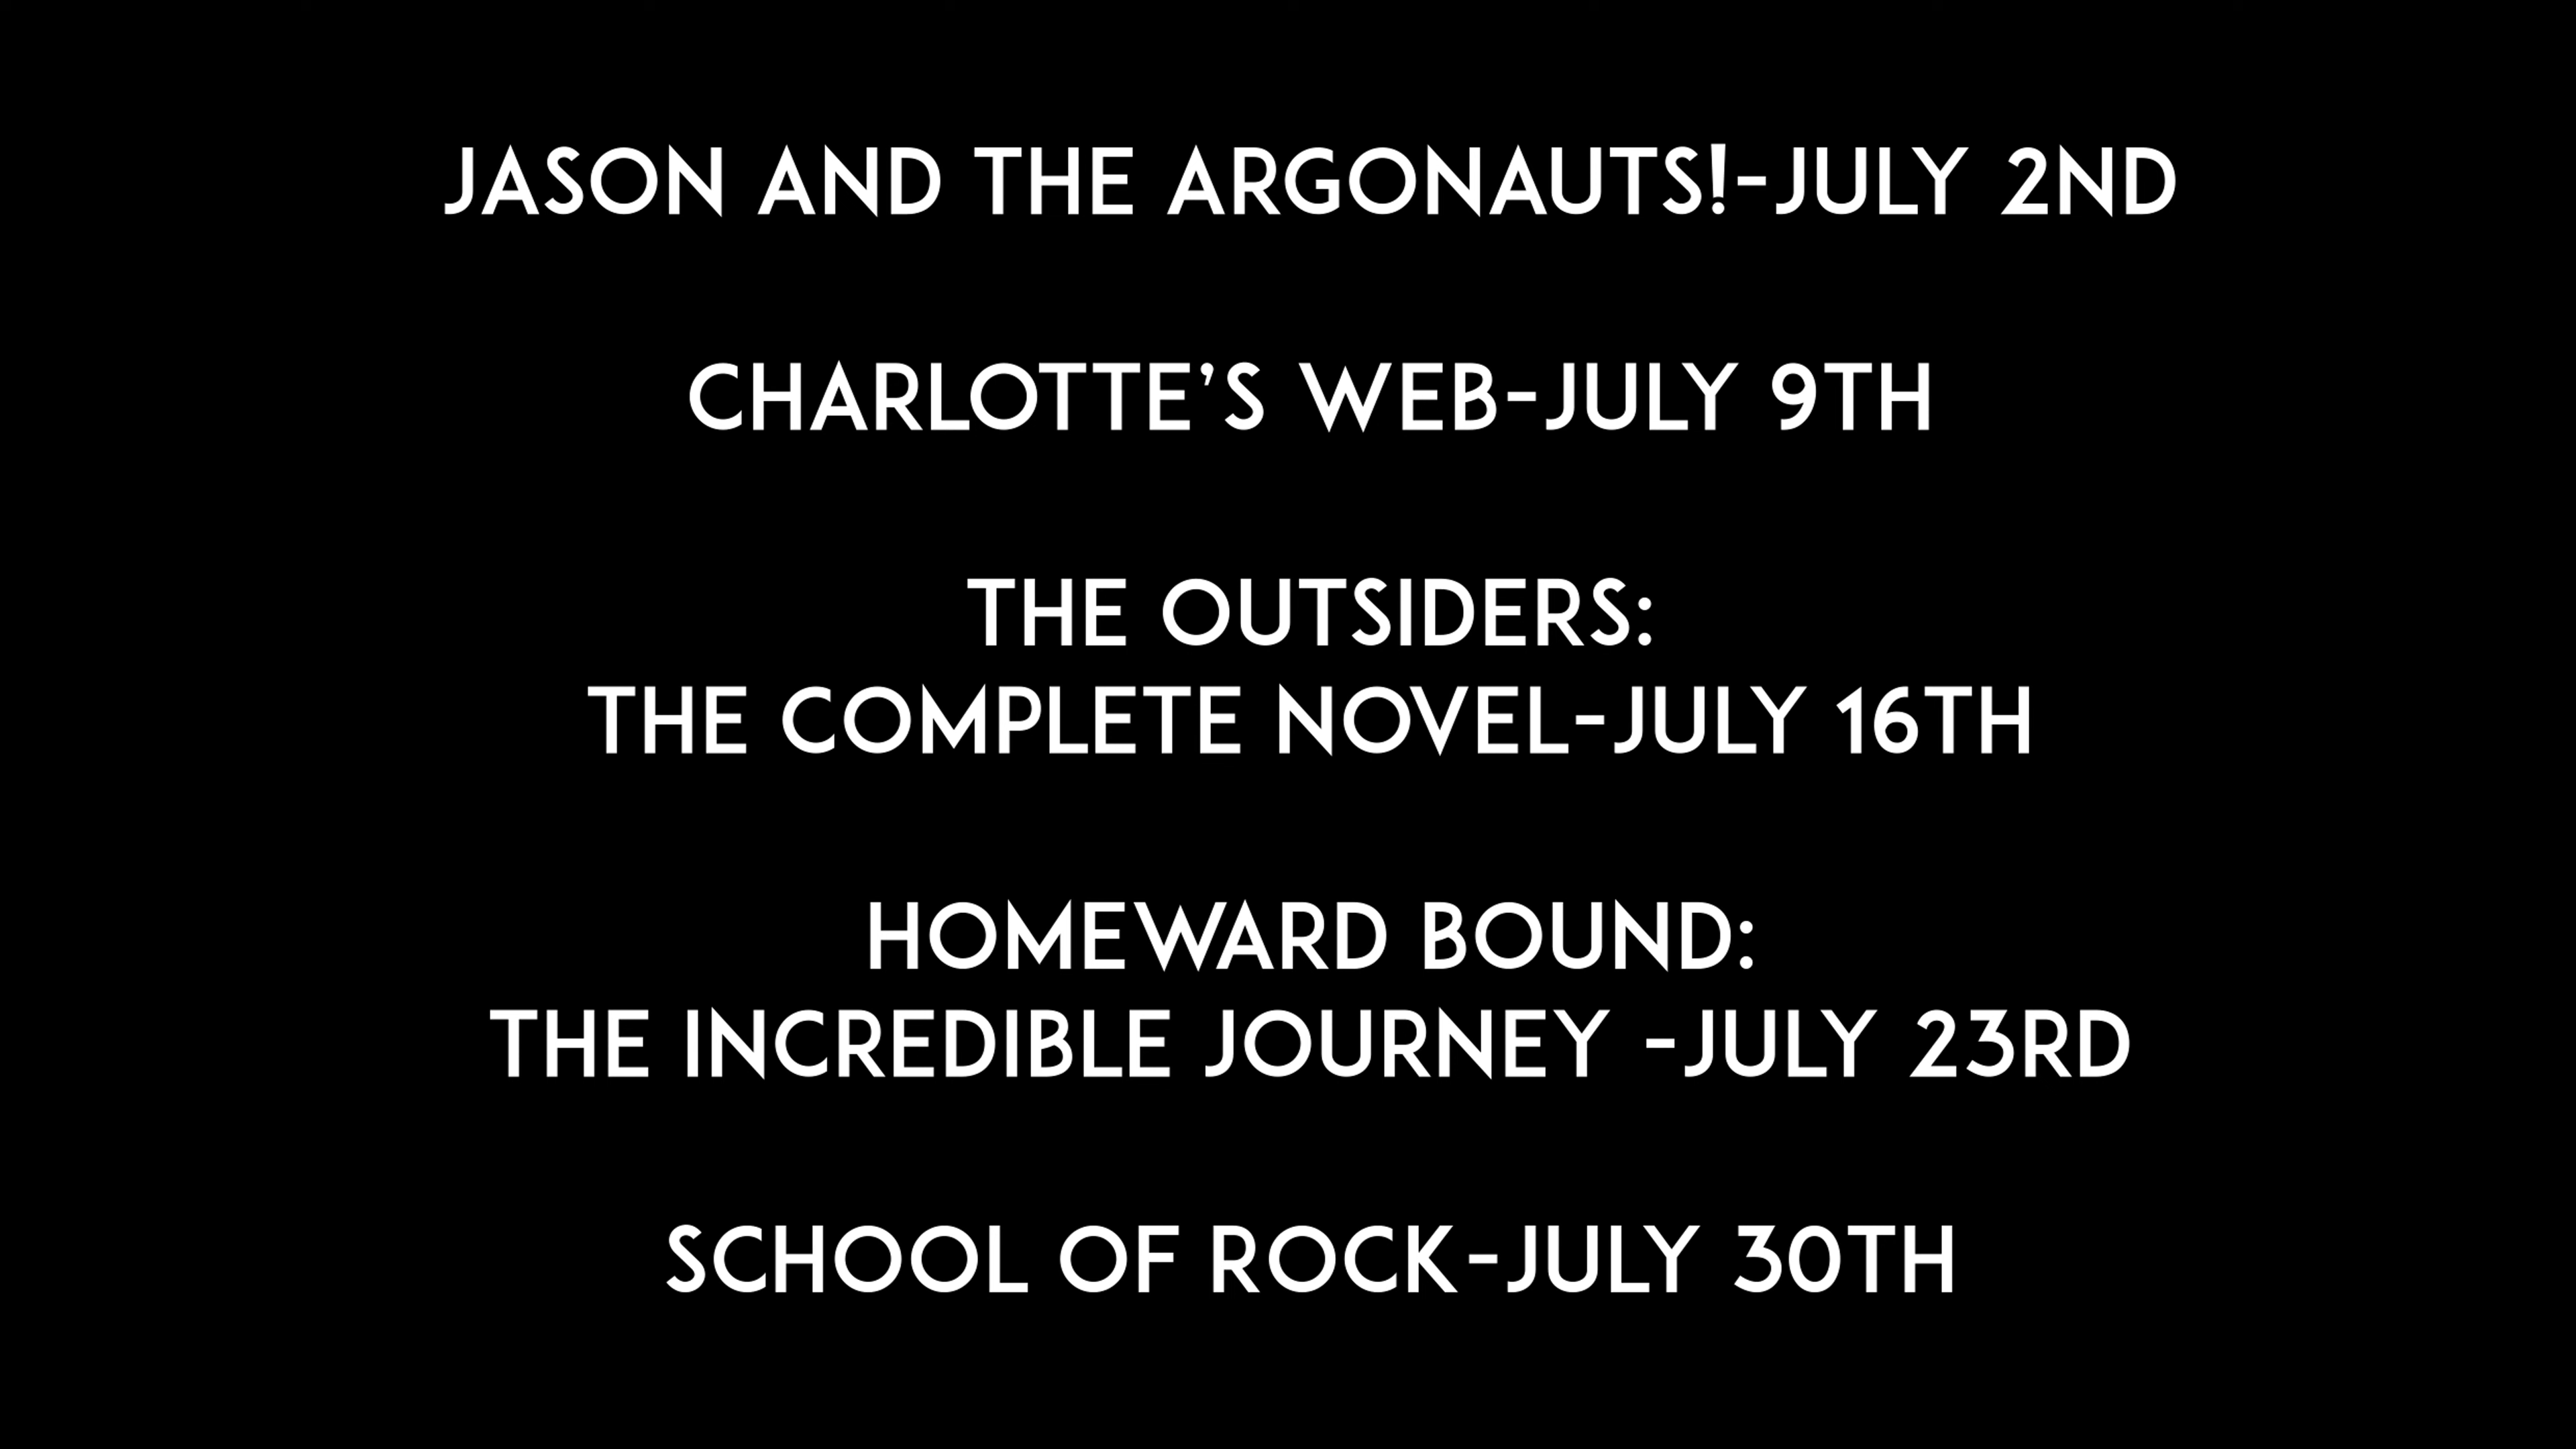 JASON AND THE ARGONAUTS!-JULY 2ND
CHARLOTTE'S WEB-JULY 9TH
THE OUTSIDERS:
THE COMPLETE NOVEL-JULY 16TH
HOMEWARD BOUND:
THE INCREDIBLE JOURNEY -JULY 23RD
SCHOOL OF ROCK-JULY 30TH